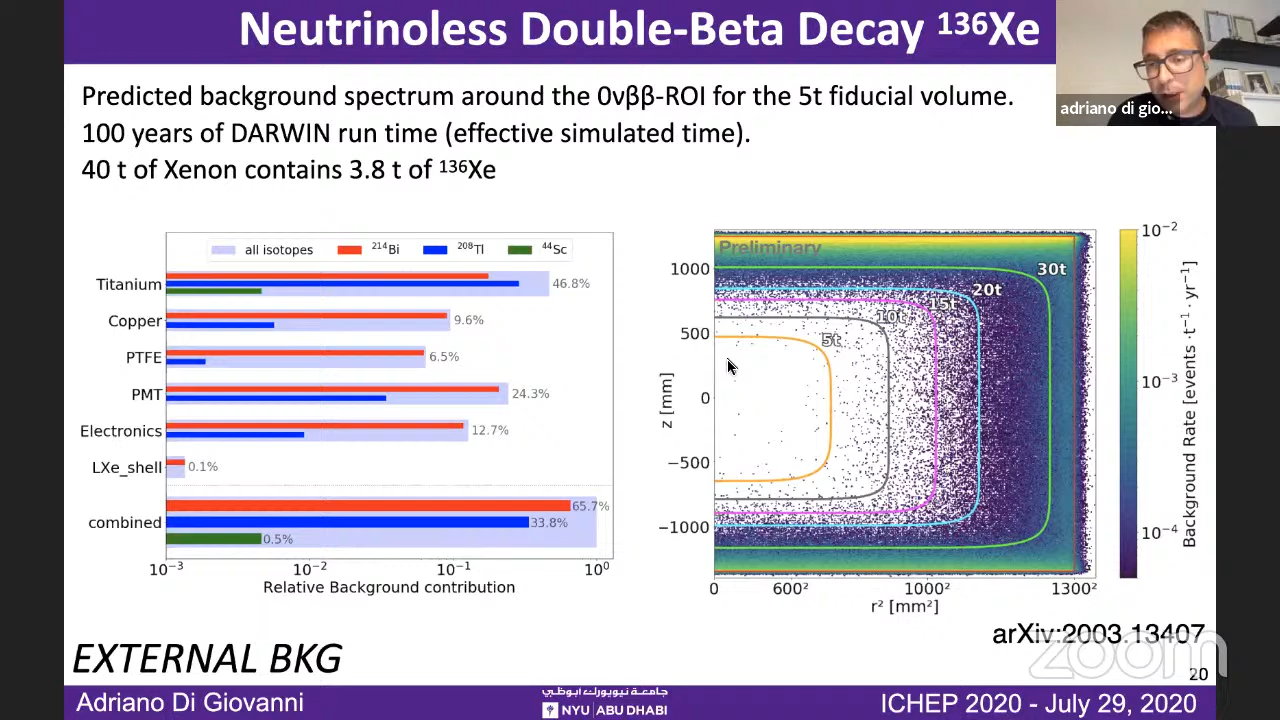 Neutrinoless Double-Beta Decay ¹³⁶Xe
adriano di gio...
Predicted background spectrum around the 0νββ-ROI for the 5t fiducial volume.
100 years of DARWIN run time (effective simulated time).
40 t of Xenon contains 3.8 t of ¹³⁶Xe
all isotopes ²¹⁴Bi ²⁰⁸Tl ⁴⁴Sc
Titanium 46.8%
Copper 9.6%
PTFE 6.5%
PMT 24.3%
Electronics 12.7%
LXe_shell 0.1%
combined
65.7%
33.8%
0.5%
10⁻³ 10⁻² 10⁻¹ 10⁰
Relative Background contribution
Preliminary
30t
20t
15t
10t
5t
1000
500
0
−500
−1000
z [mm]
0 600² 1000² 1300²
r² [mm²]
10⁻²
10⁻³
10⁻⁴
Background Rate [events · t⁻¹ · yr⁻¹]
arXiv:2003.13407
zoom
EXTERNAL BKG
20
Adriano Di Giovanni
جامعة نيويورك أبوظبي
NYU ABU DHABI
ICHEP 2020 - July 29, 2020